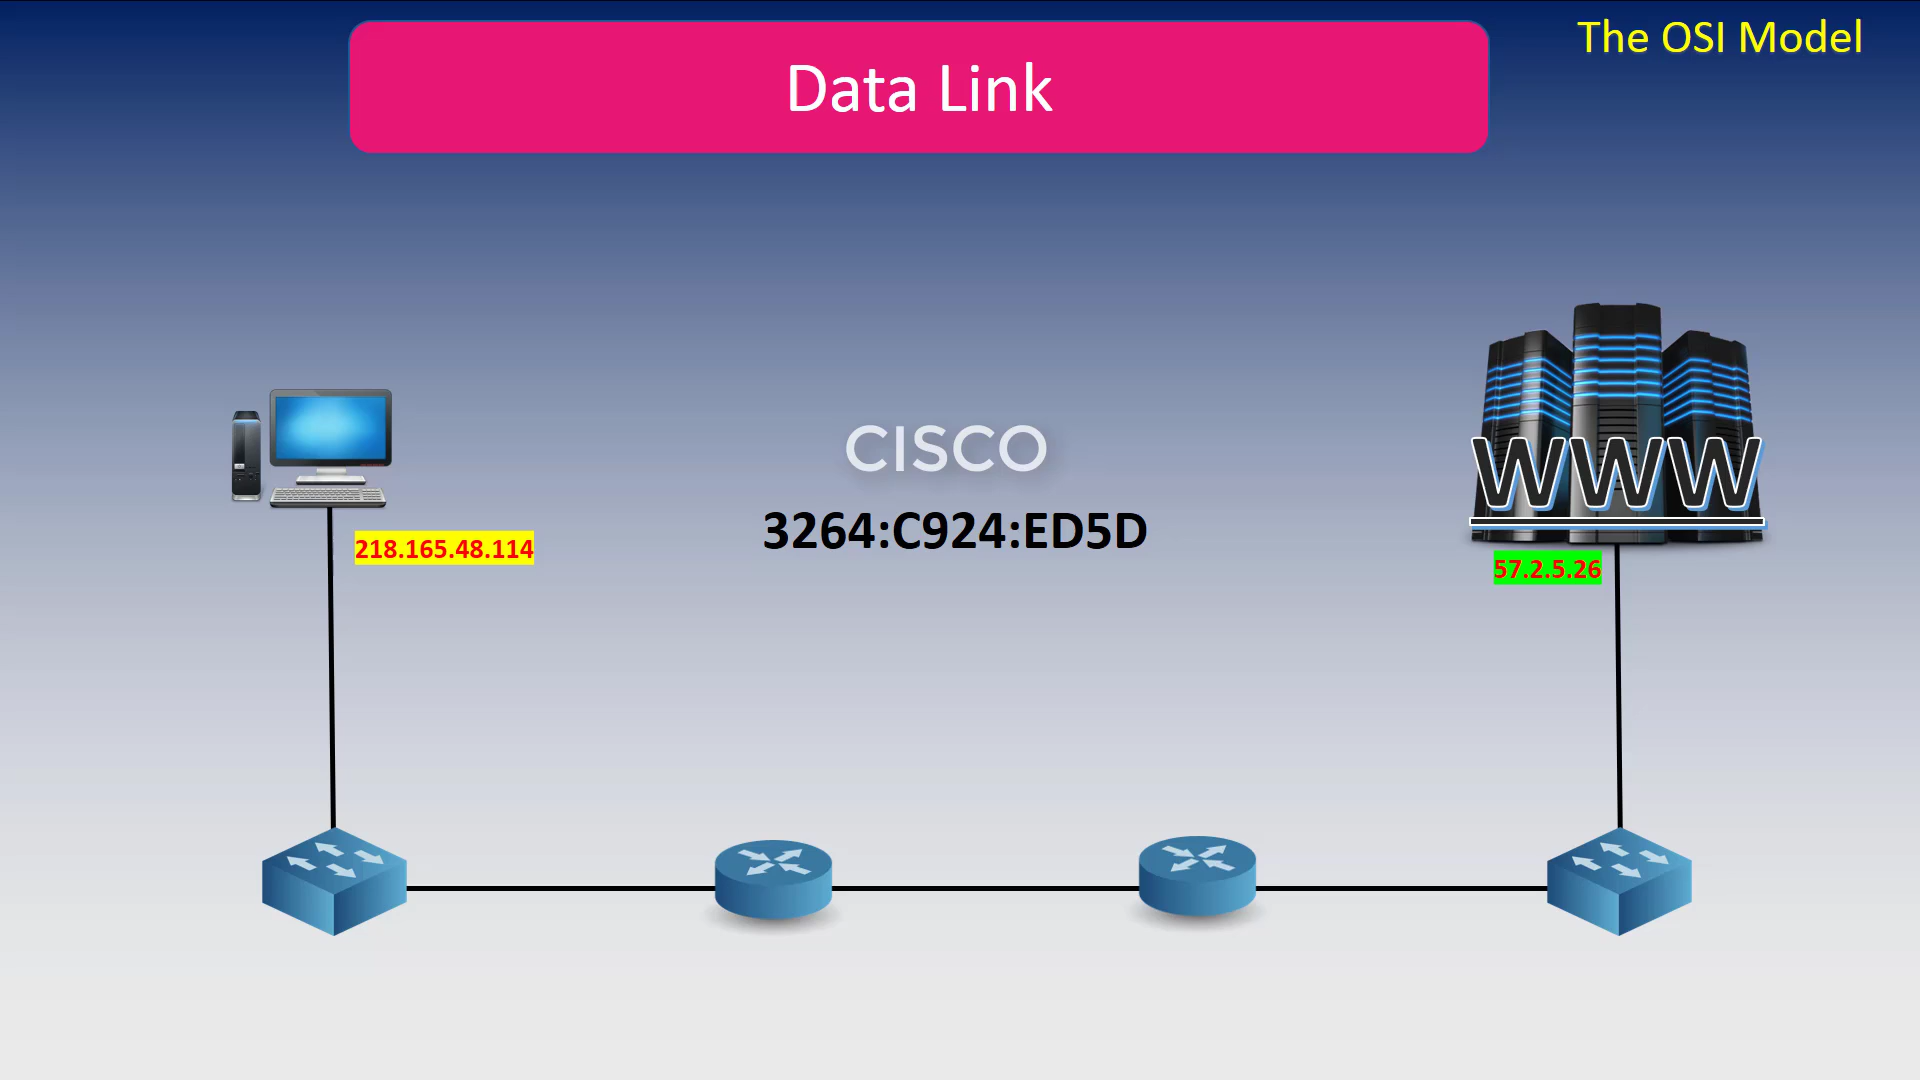 The OSI Model
Data Link
CISCO
3264:C924:ED5D
218.165.48.114
WWW
57.2.5.26